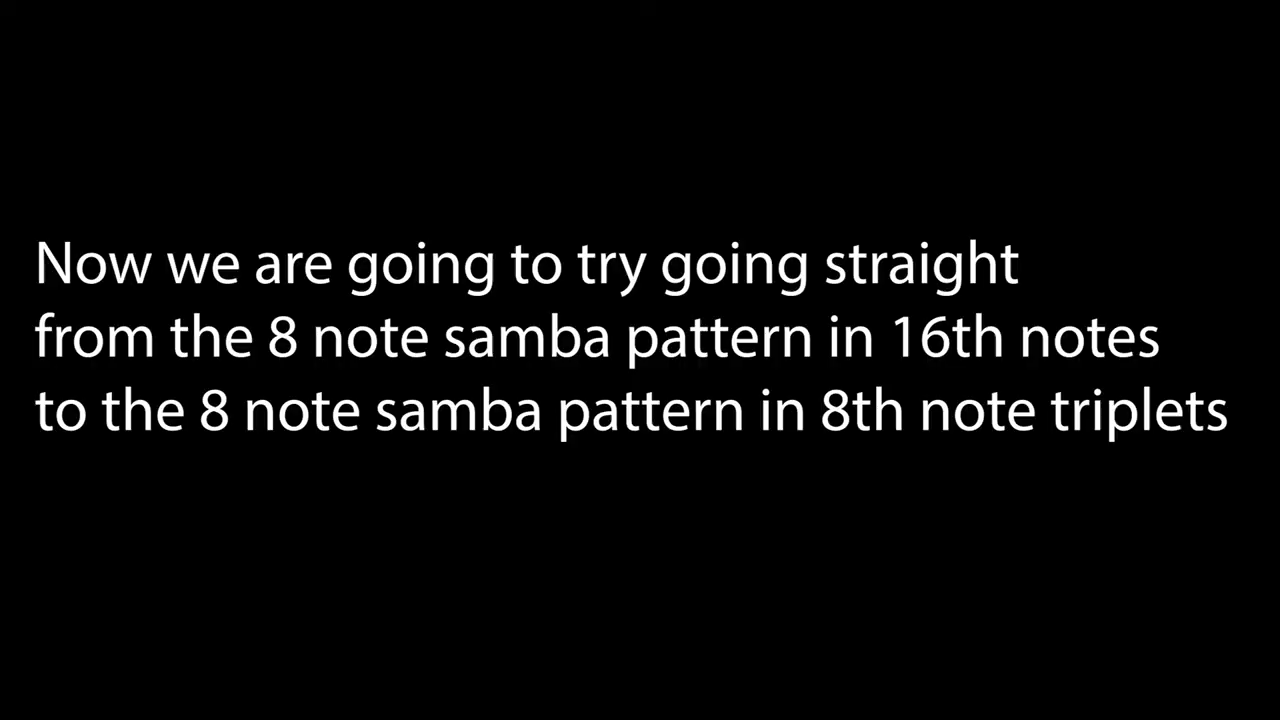 Now we are going to try going straight
from the 8 note samba pattern in 16th notes
to the 8 note samba pattern in 8th note triplets